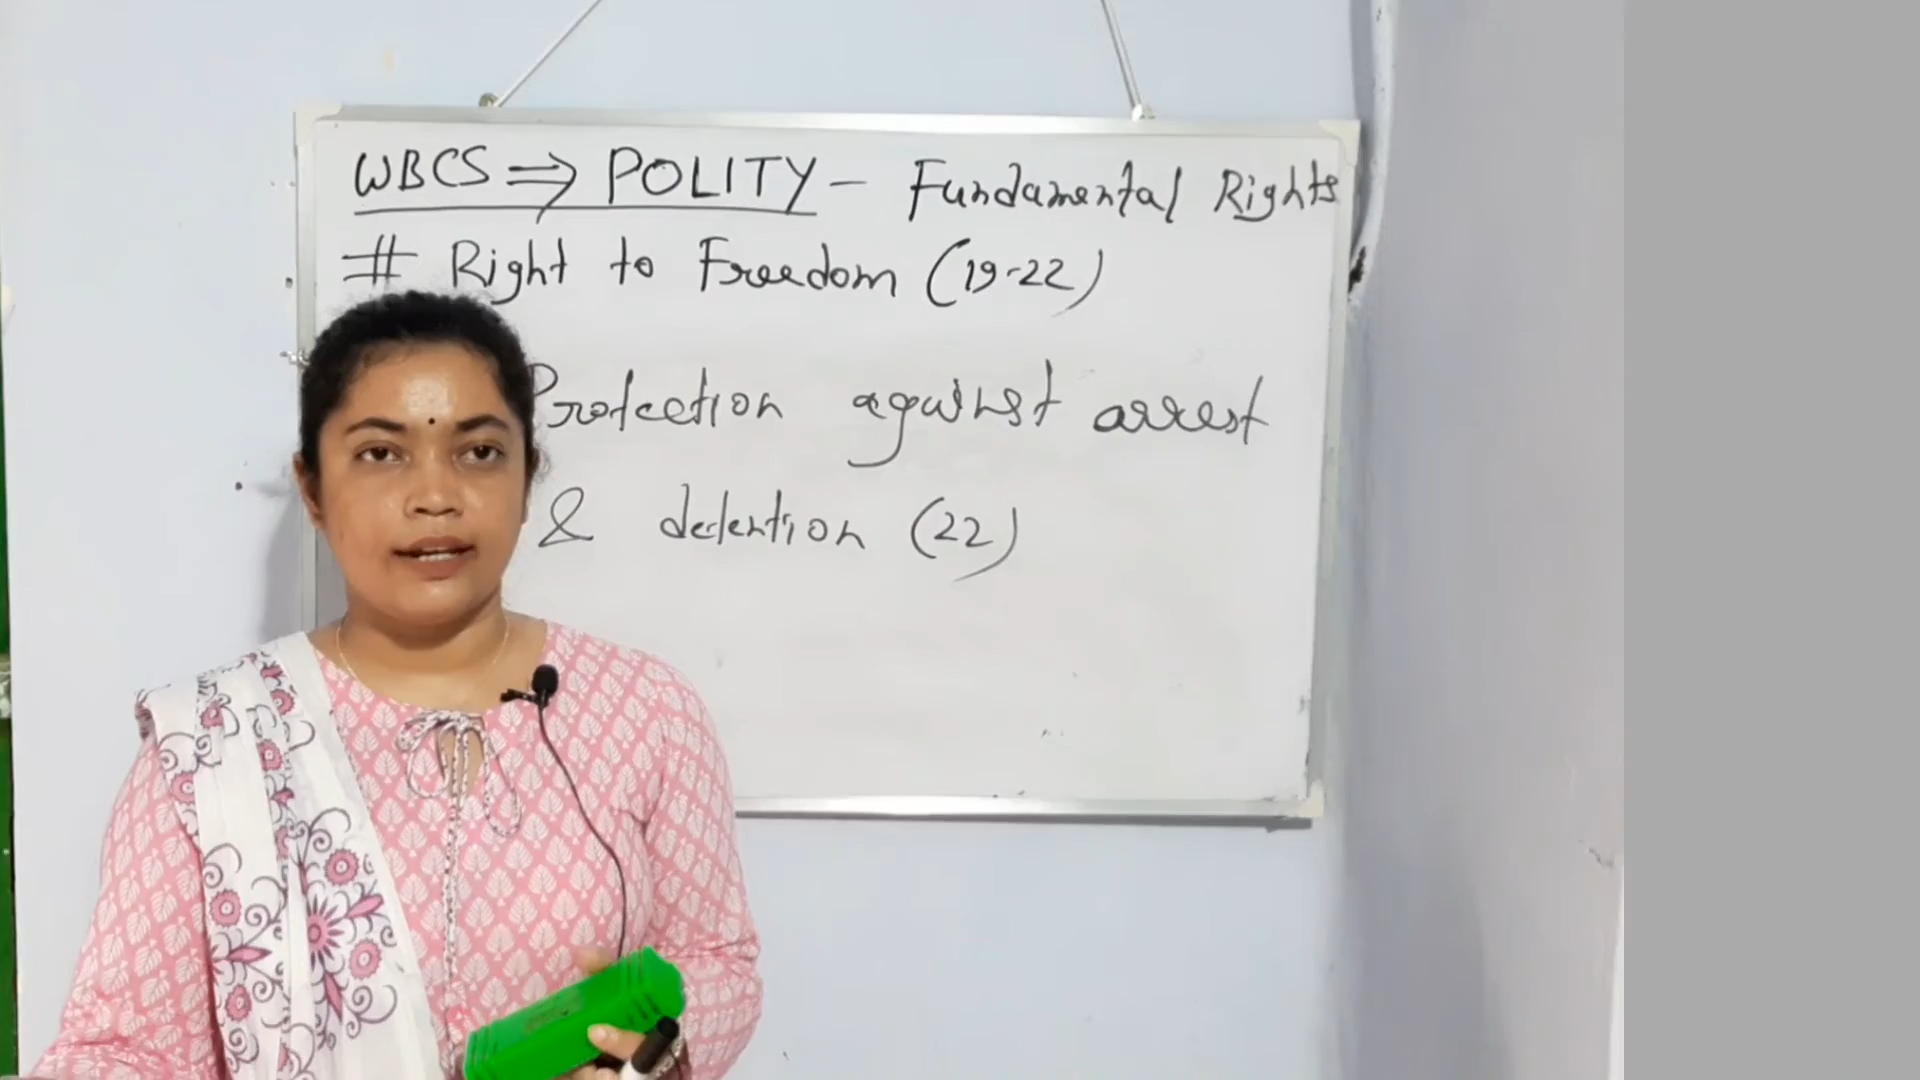 WBCS ⇒ POLITY - Fundamental Rights
# Right to Freedom (19-22)
Protection against arrest
& detention (22)